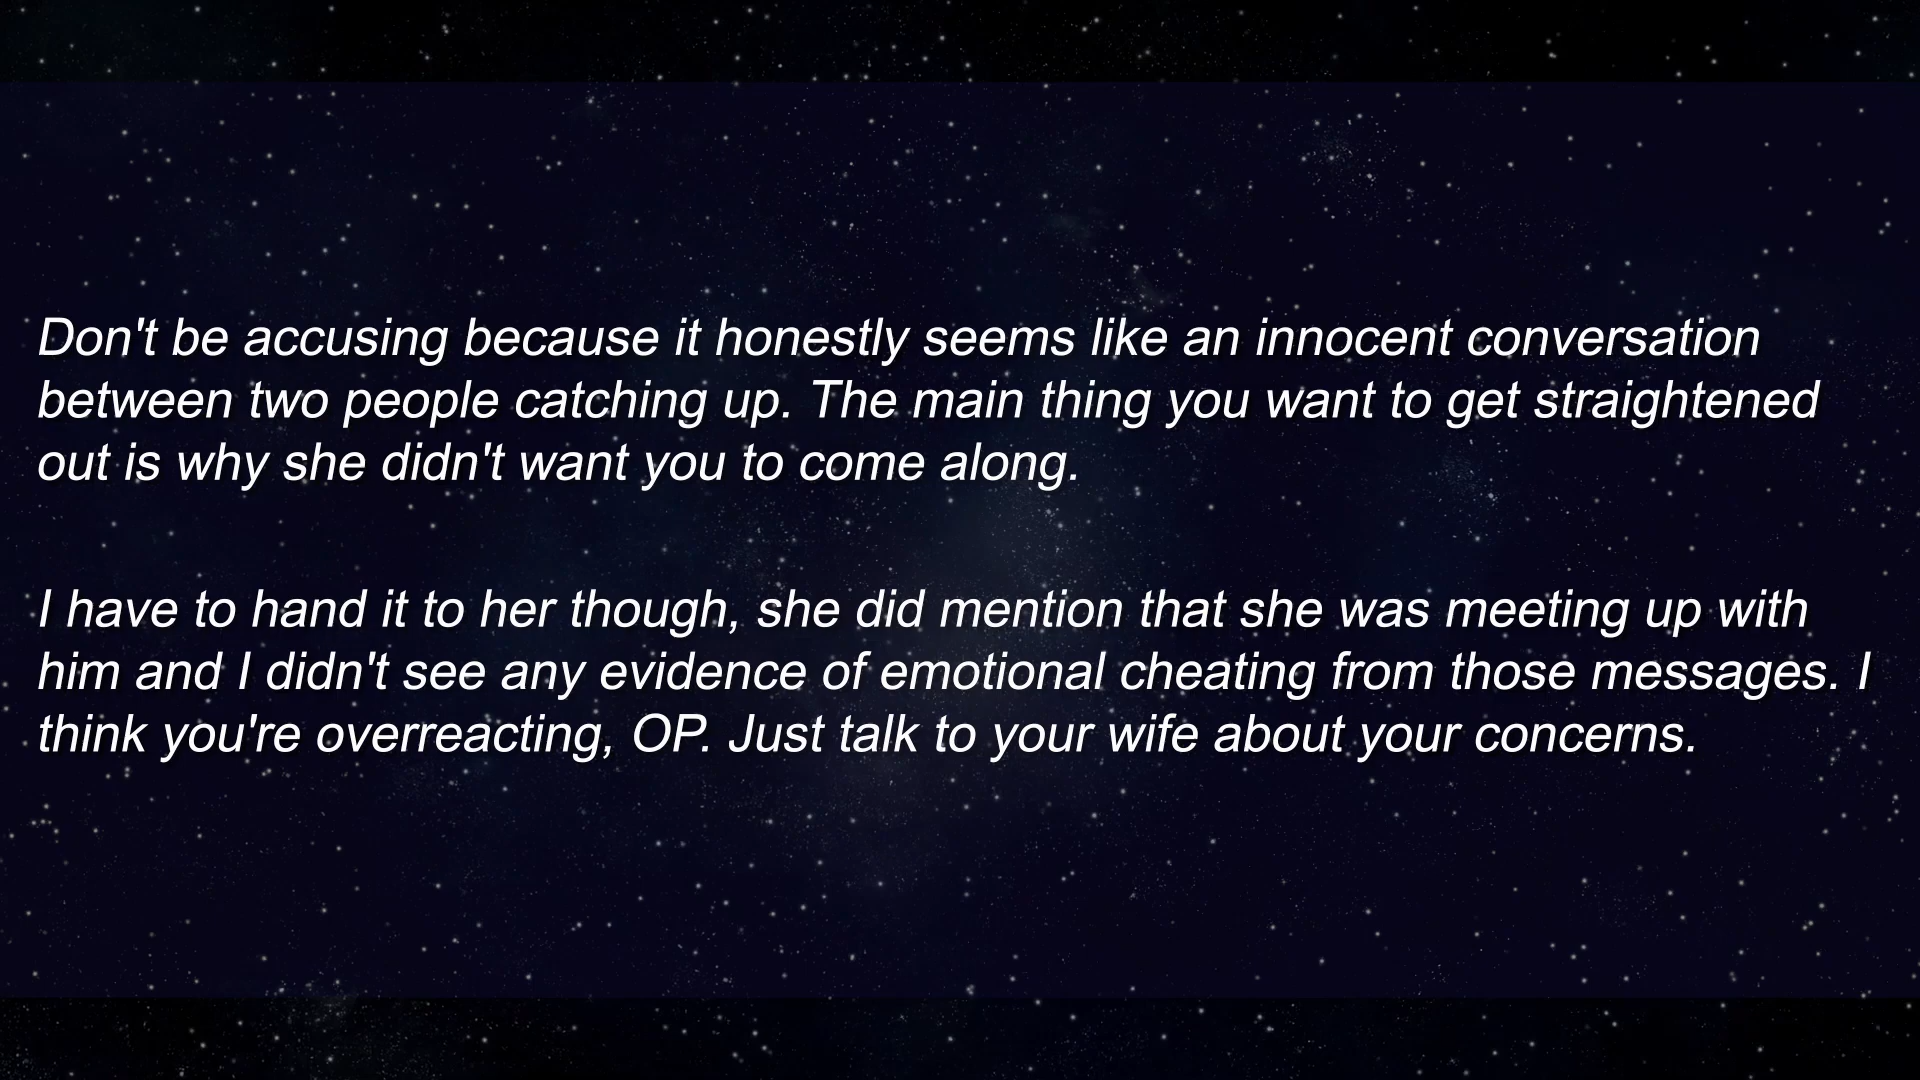 Don't be accusing because it honestly seems like an innocent conversation
between two people catching up. The main thing you want to get straightened
out is why she didn't want you to come along.
I have to hand it to her though, she did mention that she was meeting up with
him and I didn't see any evidence of emotional cheating from those messages. I
think you're overreacting, OP. Just talk to your wife about your concerns.